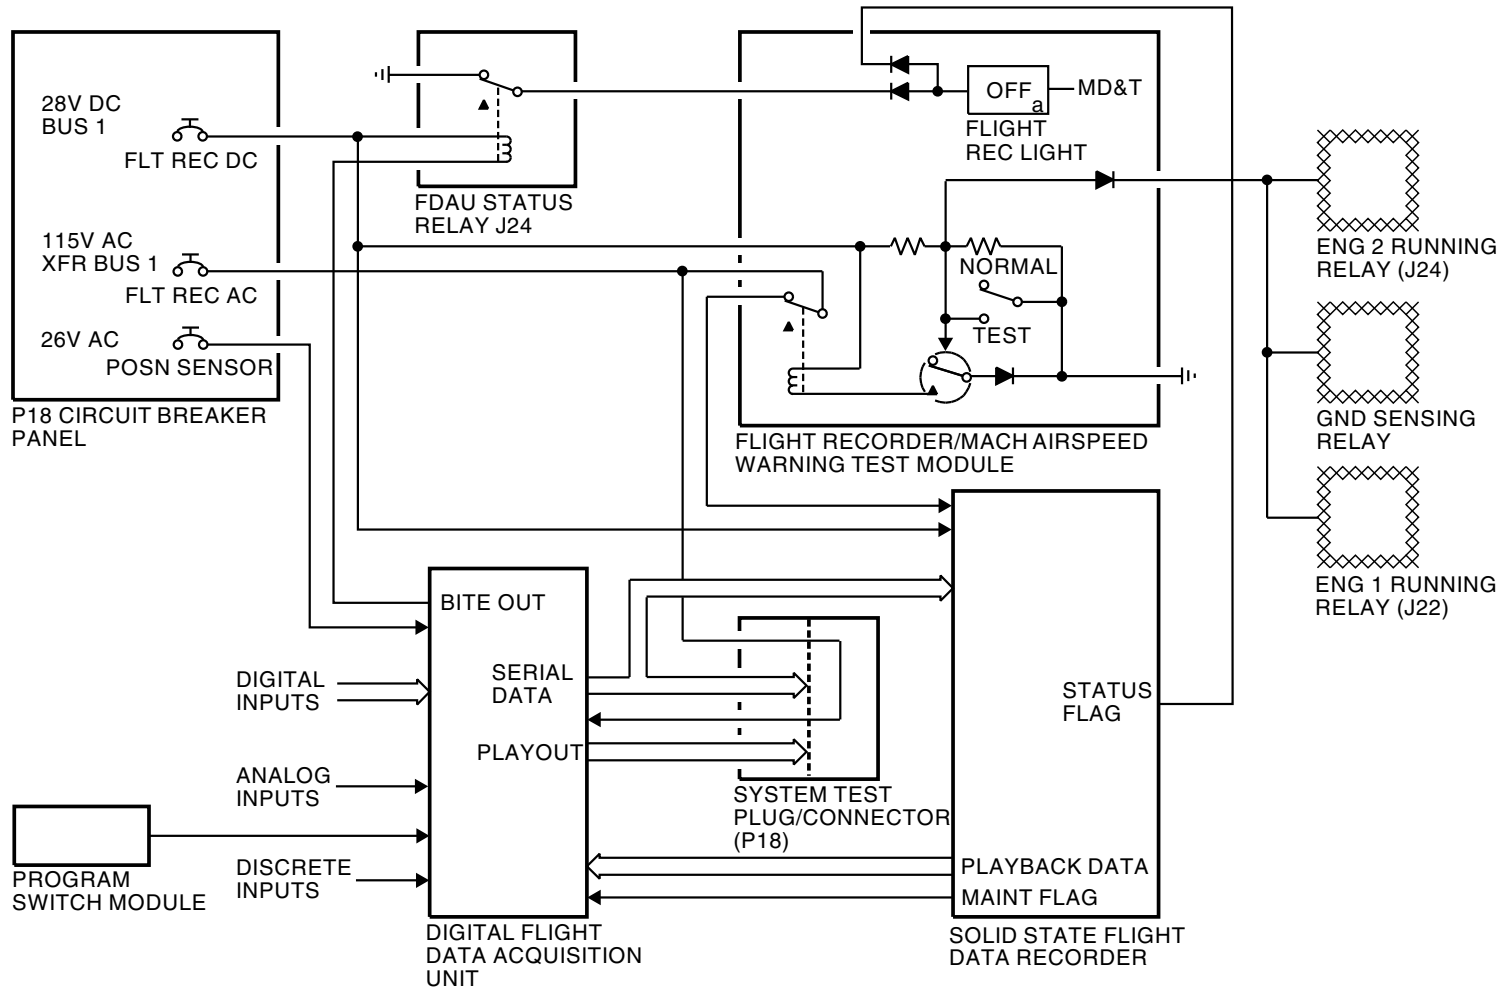 28V DC
BUS 1
FLT REC DC
115V AC
XFR BUS 1
FLT REC AC
26V AC
POSN SENSOR
P18 CIRCUIT BREAKER
PANEL
FDAU STATUS
RELAY J24
OFF
a
MD&T
FLIGHT
REC LIGHT
NORMAL
TEST
FLIGHT RECORDER/MACH AIRSPEED
WARNING TEST MODULE
ENG 2 RUNNING
RELAY (J24)
GND SENSING
RELAY
ENG 1 RUNNING
RELAY (J22)
BITE OUT
SERIAL
DATA
PLAYOUT
DIGITAL
INPUTS
ANALOG
INPUTS
DISCRETE
INPUTS
PROGRAM
SWITCH MODULE
DIGITAL FLIGHT
DATA ACQUISITION
UNIT
SYSTEM TEST
PLUG/CONNECTOR
(P18)
STATUS
FLAG
PLAYBACK DATA
MAINT FLAG
SOLID STATE FLIGHT
DATA RECORDER